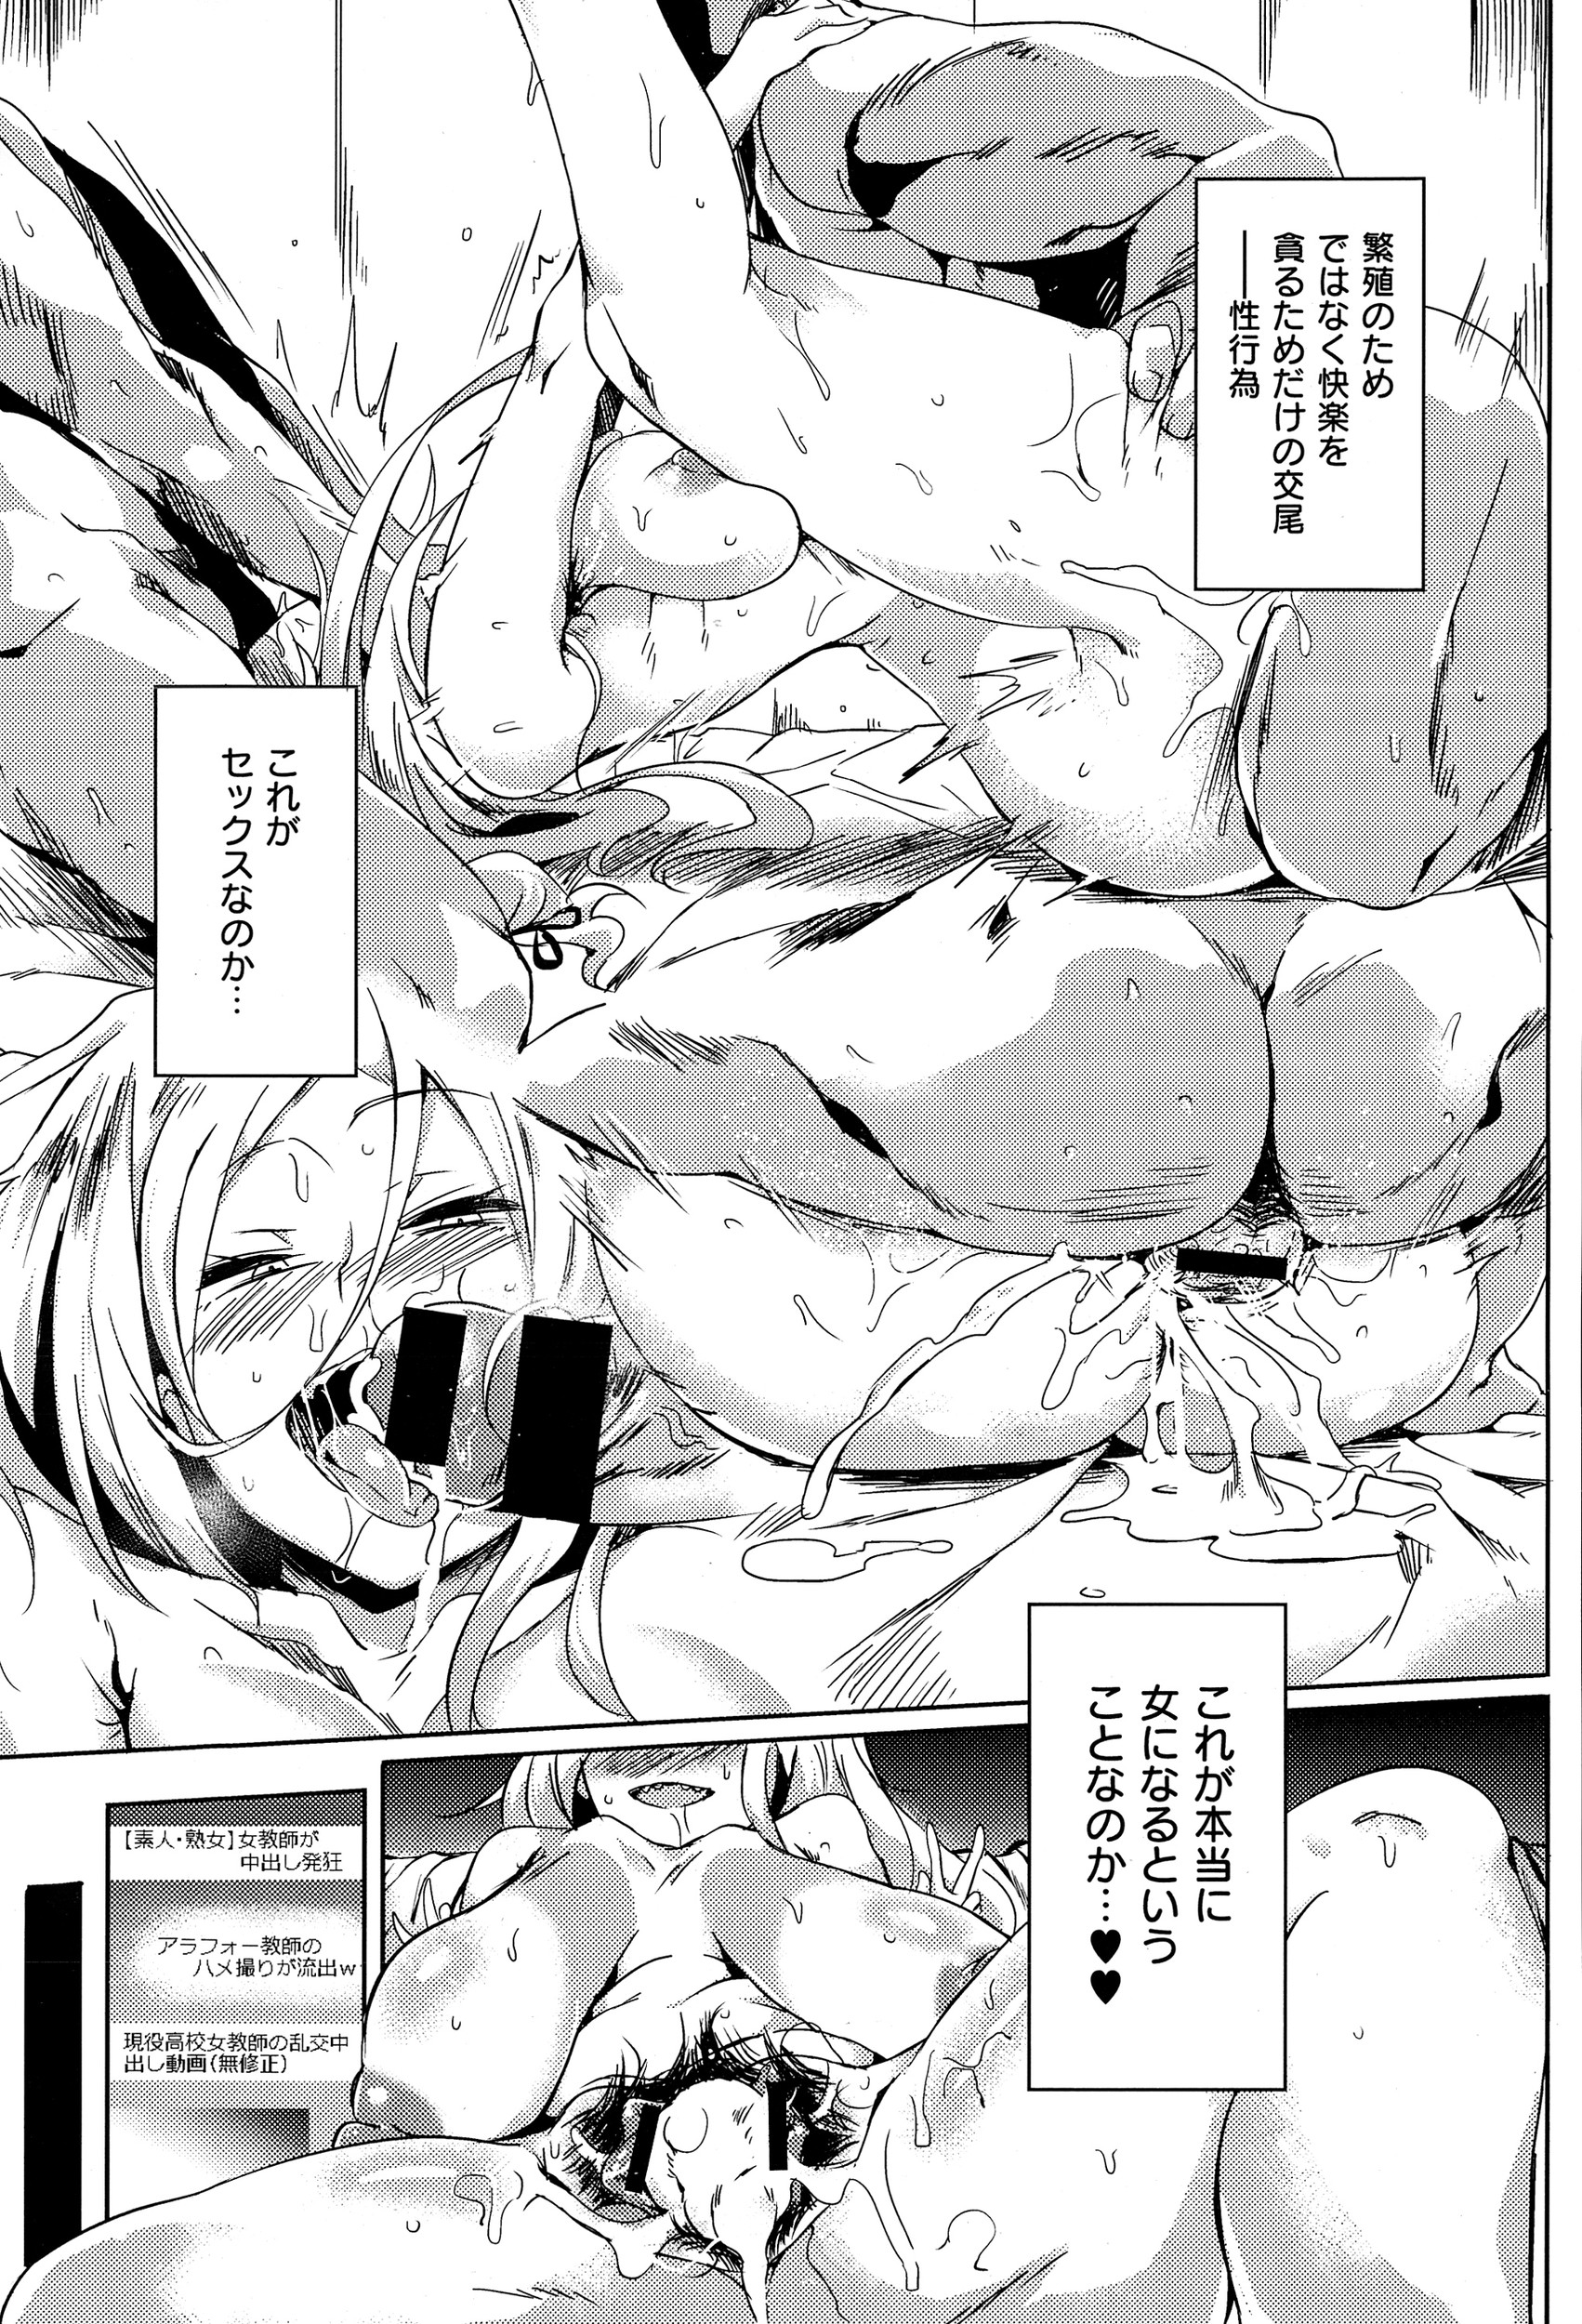 繁殖のため
ではなく快楽を
貪るためだけの交尾
──性行為
これが
セックスなのか…
これが本当に
女になるという
ことなのか…♥♥
【素人・熟女】女教師が
中出し発狂
アラフォー教師の
ハメ撮りが流出w
現役高校女教師の乱交中
出し動画(無修正)